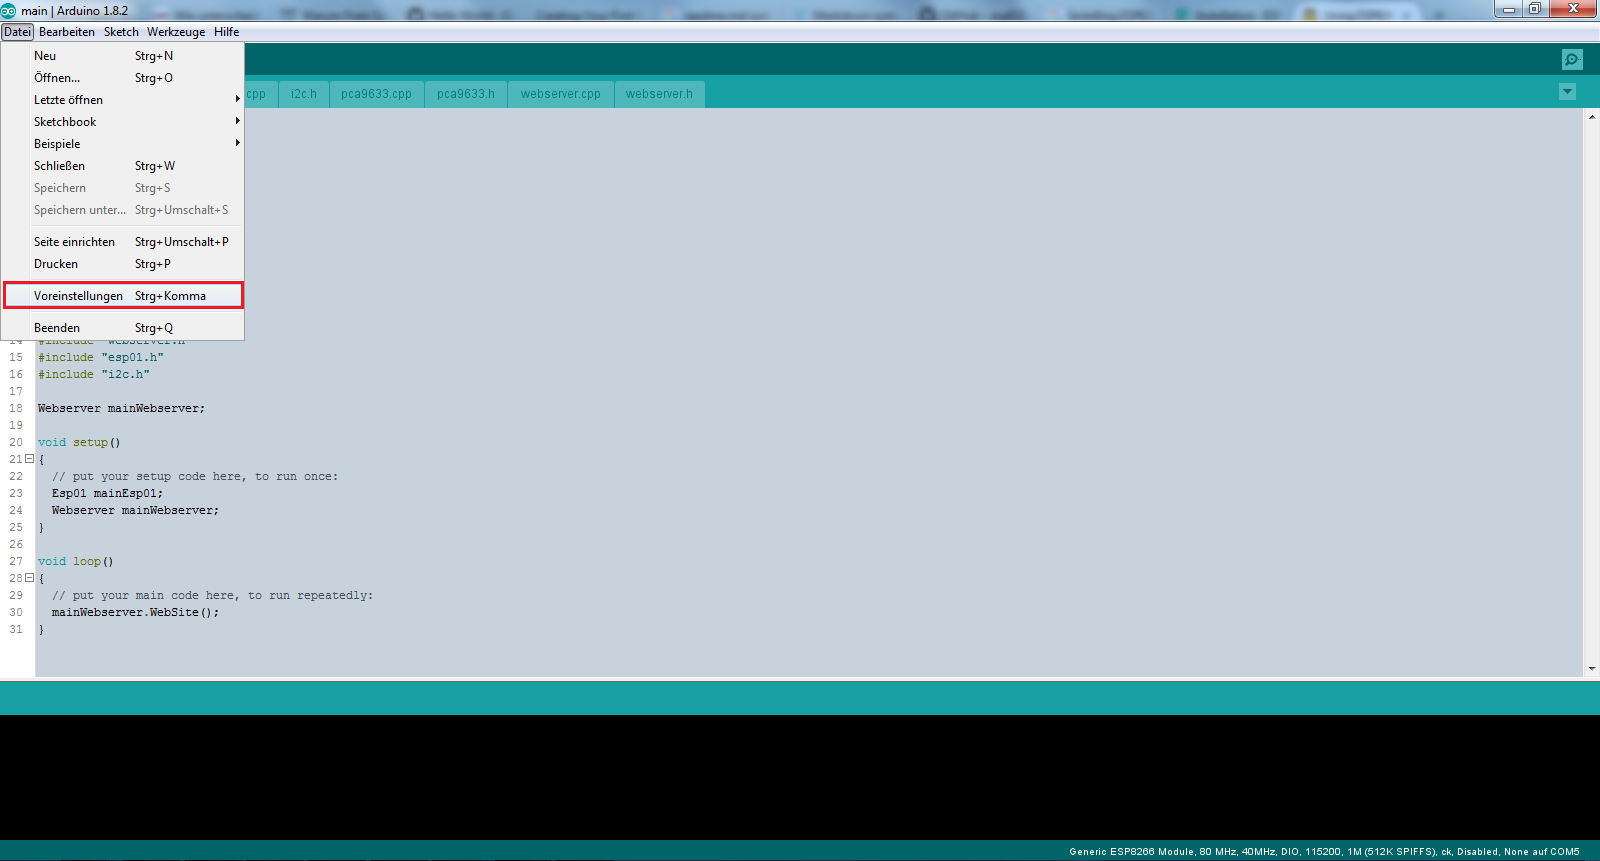 main | Arduino 1.8.2
Datei Bearbeiten Sketch Werkzeuge Hilfe
Neu Strg+N
Öffnen... Strg+O
Letzte öffnen
Sketchbook
Beispiele
Schließen Strg+W
Speichern Strg+S
Speichern unter... Strg+Umschalt+S
Seite einrichten Strg+Umschalt+P
Drucken Strg+P
Voreinstellungen Strg+Komma
Beenden Strg+Q
cpp i2c.h pca9633.cpp pca9633.h webserver.cpp webserver.h
14 #include "webserver.h"
15 #include "esp01.h"
16 #include "i2c.h"
17
18 Webserver mainWebserver;
19
20 void setup()
21 {
22 // put your setup code here, to run once:
23 Esp01 mainEsp01;
24 Webserver mainWebserver;
25 }
26
27 void loop()
28 {
29 // put your main code here, to run repeatedly:
30 mainWebserver.WebSite();
31 }
Generic ESP8266 Module, 80 MHz, 40MHz, DIO, 115200, 1M (512K SPIFFS), ck, Disabled, None auf COM5